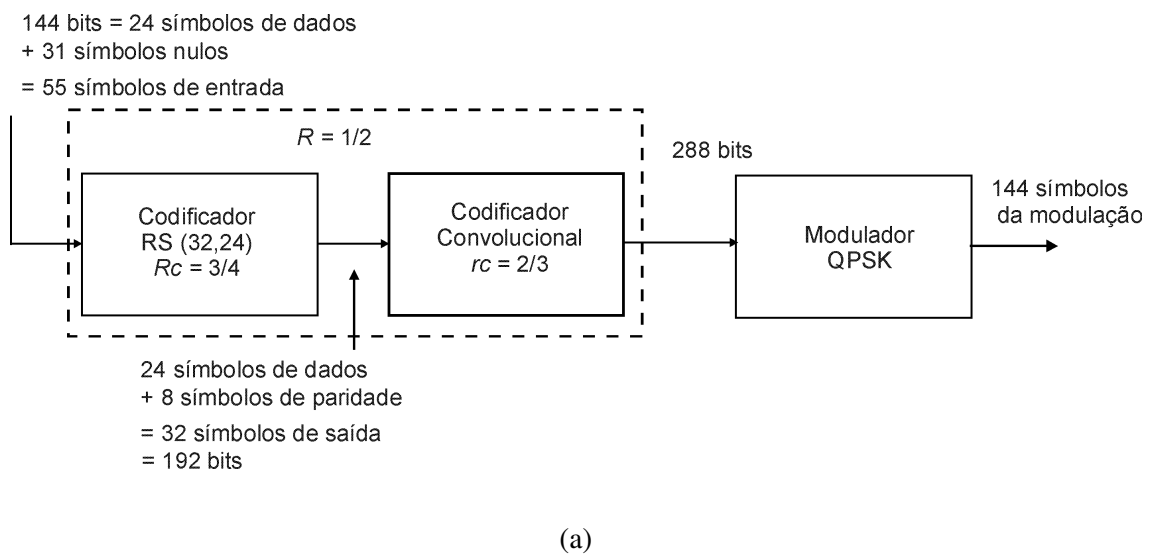 144 bits = 24 símbolos de dados
+ 31 símbolos nulos
= 55 símbolos de entrada
R = 1/2
288 bits
144 símbolos
da modulação
Codificador
RS (32,24)
Rc = 3/4
Codificador
Convolucional
rc = 2/3
Modulador
QPSK
24 símbolos de dados
+ 8 símbolos de paridade
= 32 símbolos de saída
= 192 bits
(a)